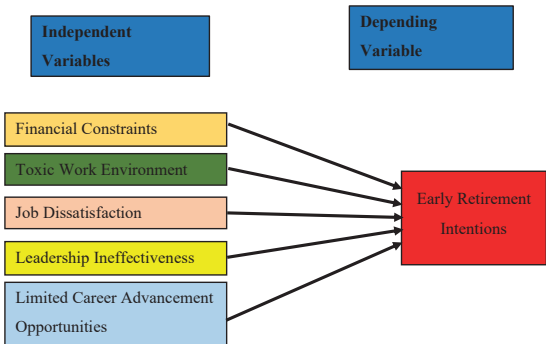 Independent
Variables
Depending
Variable
Financial Constraints
Toxic Work Environment
Job Dissatisfaction
Leadership Ineffectiveness
Limited Career Advancement
Opportunities
Early Retirement
Intentions